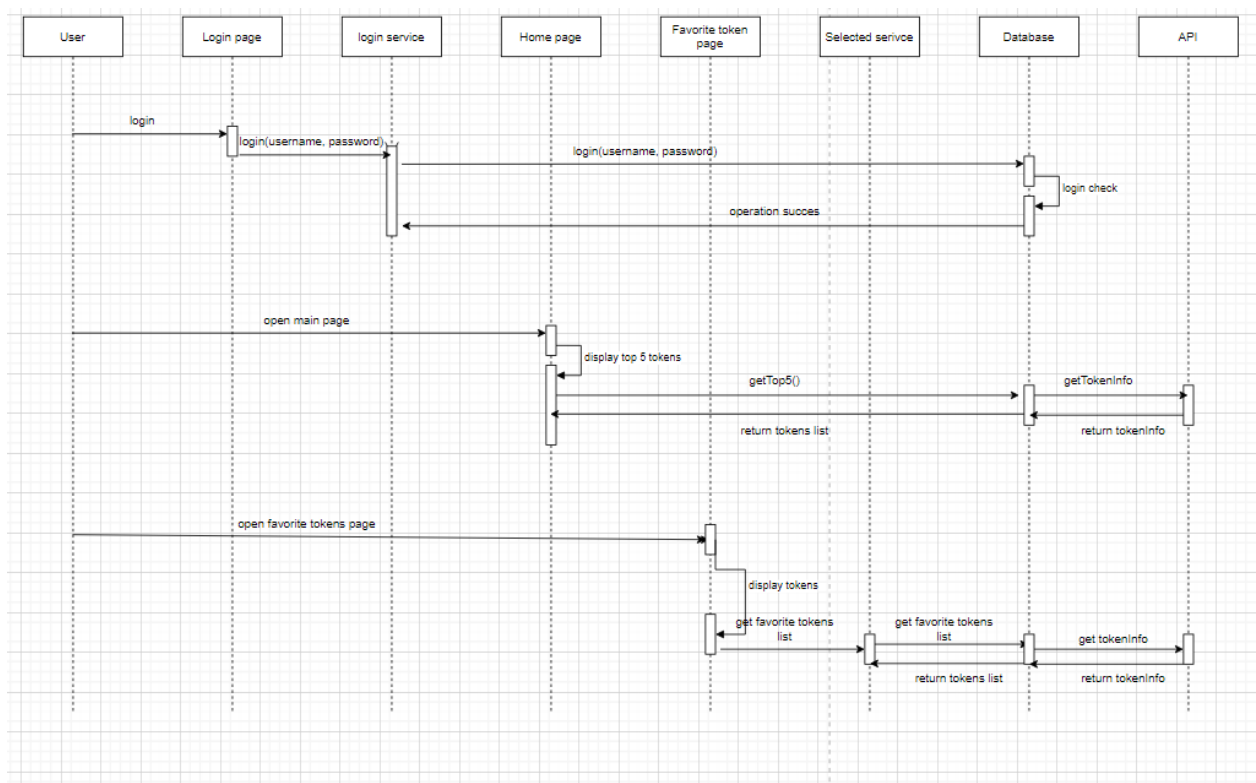 User
Login page
login service
Home page
Favorite token
page
Selected serivce
Database
API
login
login(username, password)
login(username, password)
login check
operation succes
open main page
display top 5 tokens
getTop5()
getTokenInfo
return tokens list
return tokenInfo
open favorite tokens page
display tokens
get favorite tokens
list
get favorite tokens
list
get tokenInfo
return tokens list
return tokenInfo